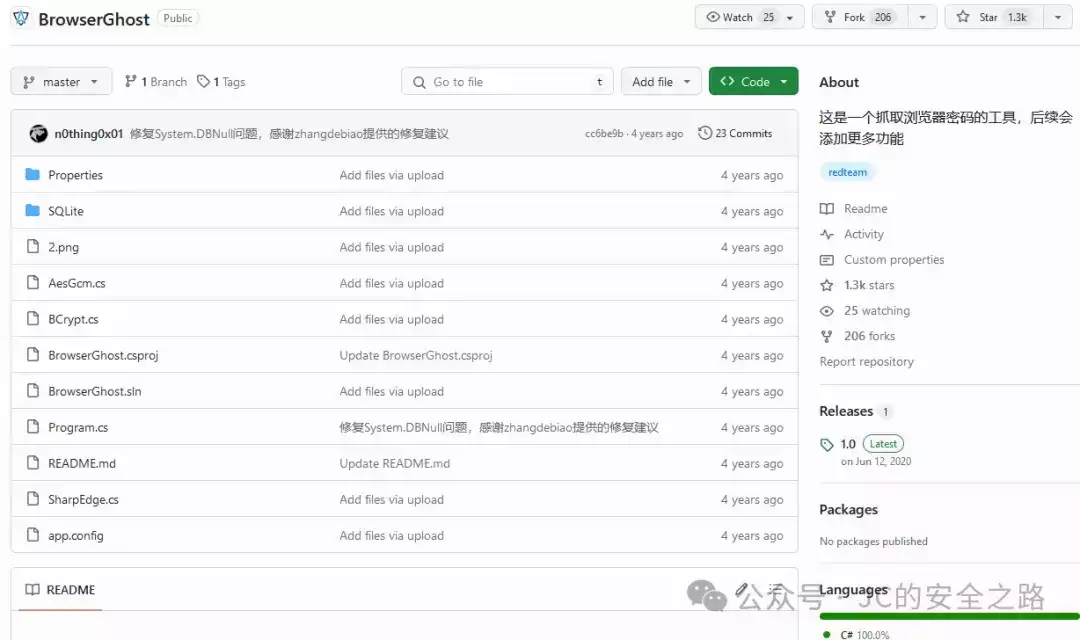 BrowserGhost Public
Watch 25
Fork 206
Star 1.3k
master
1 Branch
1 Tags
Go to file t
Add file
Code
n0thing0x01 修复System.DBNull问题，感谢zhangdebiao提供的修复建议 cc6be9b · 4 years ago 23 Commits
Properties Add files via upload 4 years ago
SQLite Add files via upload 4 years ago
2.png Add files via upload 4 years ago
AesGcm.cs Add files via upload 4 years ago
BCrypt.cs Add files via upload 4 years ago
BrowserGhost.csproj Update BrowserGhost.csproj 4 years ago
BrowserGhost.sln Add files via upload 4 years ago
Program.cs 修复System.DBNull问题，感谢zhangdebiao提供的修复建议 4 years ago
README.md Update README.md 4 years ago
SharpEdge.cs Add files via upload 4 years ago
app.config Add files via upload 4 years ago
README
About
这是一个抓取浏览器密码的工具，后续会
添加更多功能
redteam
Readme
Activity
Custom properties
1.3k stars
25 watching
206 forks
Report repository
Releases 1
1.0 Latest
on Jun 12, 2020
Packages
No packages published
Languages
C# 100.0%
公众号 · JC的安全之路